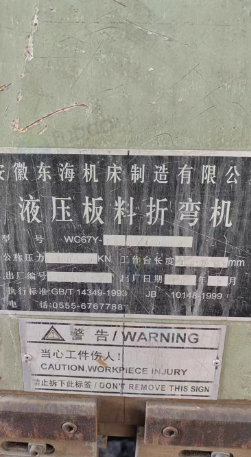 安徽东海机床制造有限公
液压板料折弯机
型 号 WC67Y-
公称压力 KN 工作台长度 mm
出厂编号 出厂日期 年 月
执行标准:GB/T 14349-1993 JB 10148-1999
电 话:0555-6767788
警告/WARNING
当心工件伤人!
CAUTION,WORKPIECE INJURY
禁止拆下此标签/DON'T REMOVE THIS SIGN